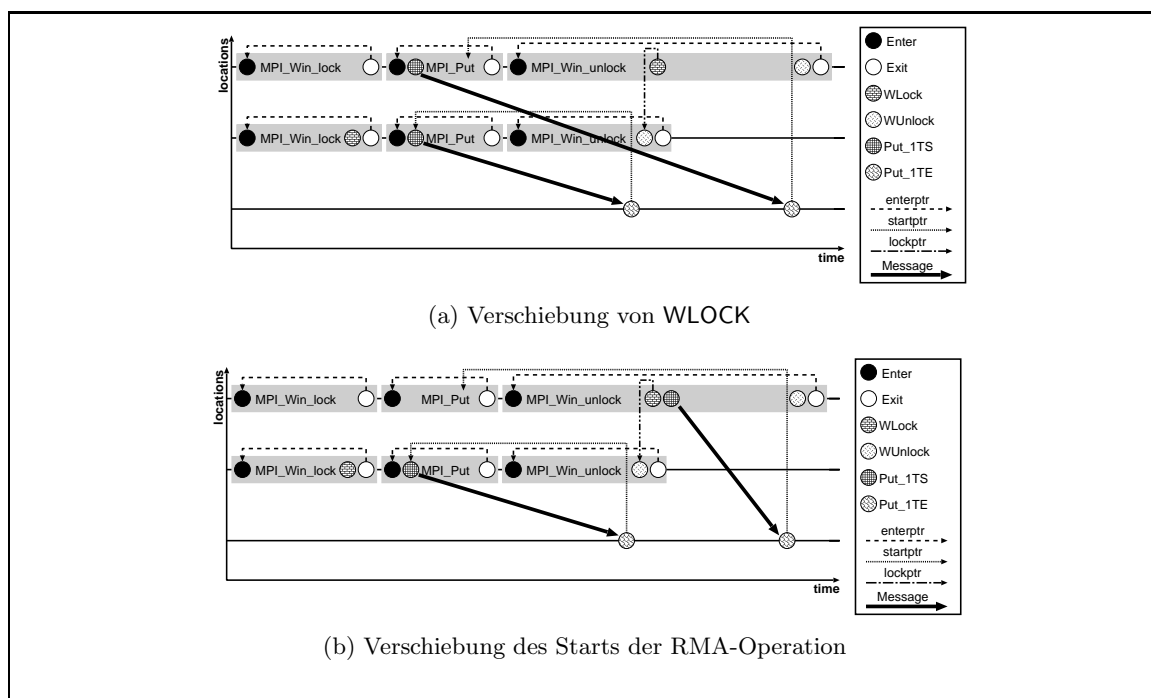 locations
MPI_Win_lock MPI_Put MPI_Win_unlock
MPI_Win_lock MPI_Put MPI_Win_unlock
time
Enter
Exit
WLock
WUnlock
Put_1TS
Put_1TE
enterptr
startptr
lockptr
Message
(a) Verschiebung von WLOCK
locations
MPI_Win_lock MPI_Put MPI_Win_unlock
MPI_Win_lock MPI_Put MPI_Win_unlock
time
Enter
Exit
WLock
WUnlock
Put_1TS
Put_1TE
enterptr
startptr
lockptr
Message
(b) Verschiebung des Starts der RMA-Operation